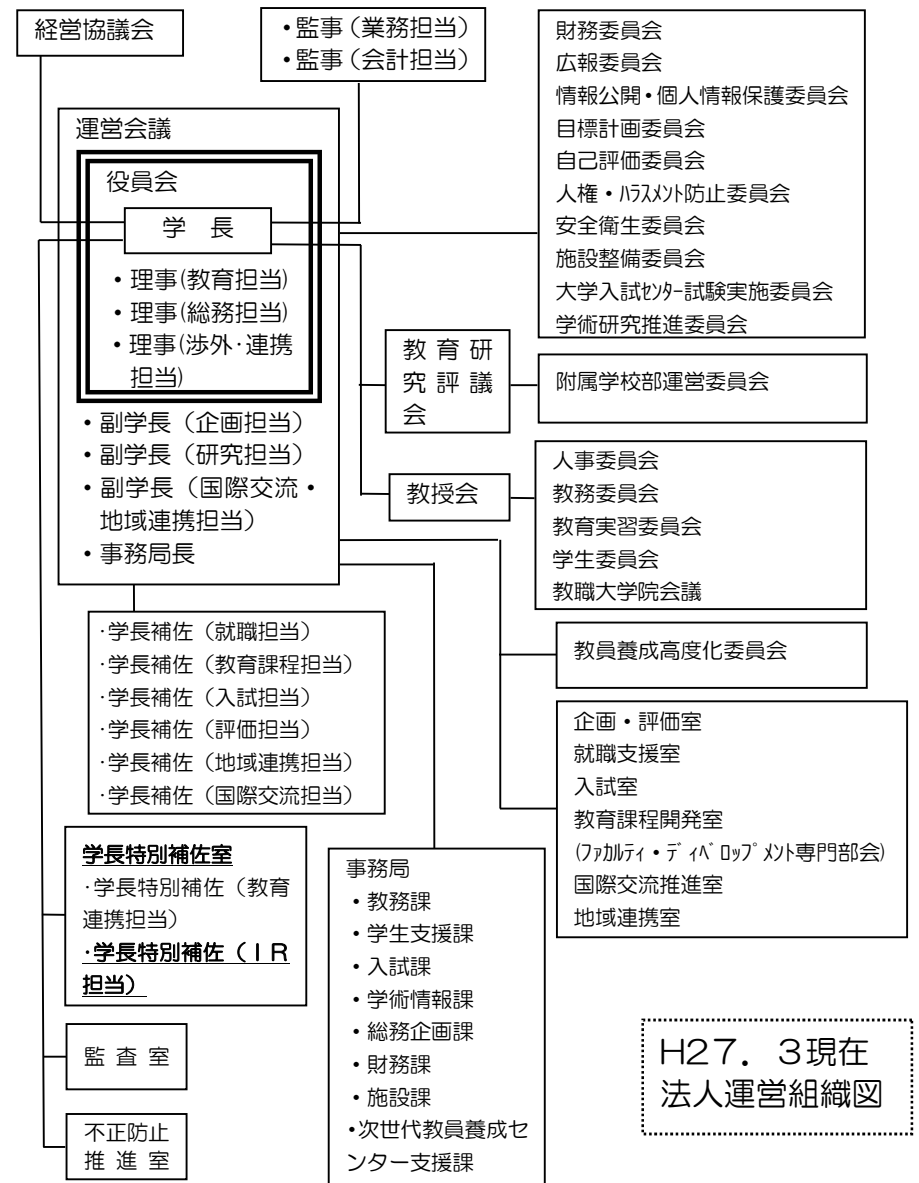 経営協議会
・監事（業務担当）
・監事（会計担当）
財務委員会
広報委員会
情報公開・個人情報保護委員会
目標計画委員会
自己評価委員会
人権・ﾊﾗｽﾒﾝﾄ防止委員会
安全衛生委員会
施設整備委員会
大学入試ｾﾝﾀｰ試験実施委員会
学術研究推進委員会
運営会議
役員会
学　長
・理事(教育担当)
・理事(総務担当)
・理事(渉外･連携
担当)
・副学長（企画担当）
・副学長（研究担当）
・副学長（国際交流・
地域連携担当）
・事務局長
教育研
究評議
会
附属学校部運営委員会
教授会
人事委員会
教務委員会
教育実習委員会
学生委員会
教職大学院会議
･学長補佐（就職担当）
･学長補佐（教育課程担当）
･学長補佐（入試担当）
･学長補佐（評価担当）
･学長補佐（地域連携担当）
･学長補佐（国際交流担当）
教員養成高度化委員会
企画・評価室
就職支援室
入試室
教育課程開発室
(ﾌｧｶﾙﾃｨ・ﾃﾞｨﾍﾞﾛｯﾌﾟﾒﾝﾄ専門部会)
国際交流推進室
地域連携室
学長特別補佐室
･学長特別補佐（教育
連携担当）
･学長特別補佐（ＩＲ
担当）
事務局
・教務課
・学生支援課
・入試課
・学術情報課
・総務企画課
・財務課
・施設課
・次世代教員養成セ
ンター支援課
監査室
不正防止
推進室
H27．3現在
法人運営組織図